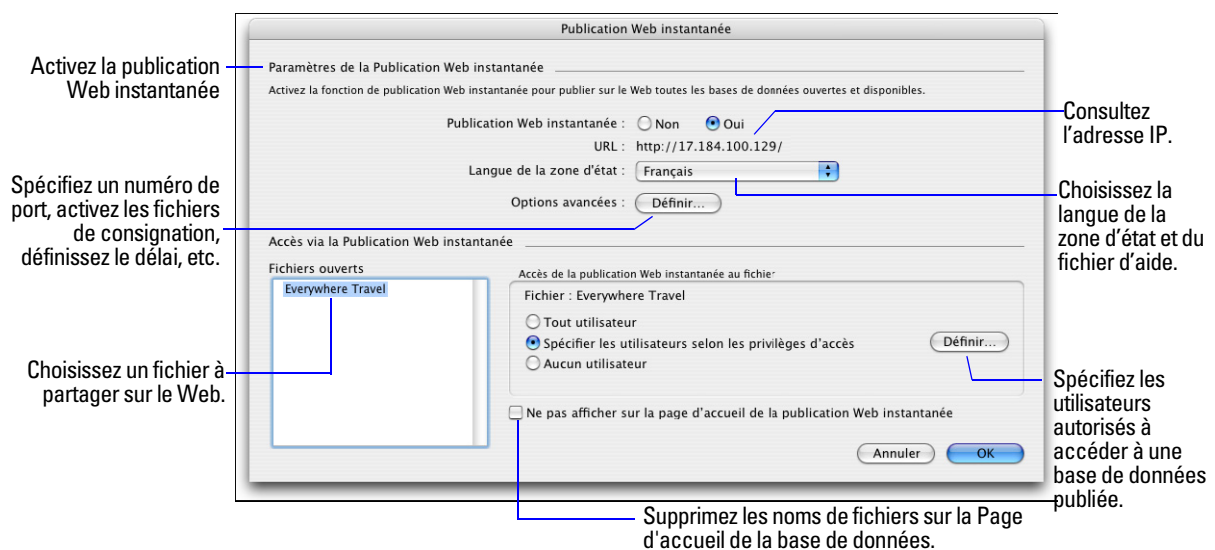 Publication Web instantanée
Activez la publication
Web instantanée
Paramètres de la Publication Web instantanée
Activez la fonction de publication Web instantanée pour publier sur le Web toutes les bases de données ouvertes et disponibles.
Publication Web instantanée : Non Oui
URL : http://17.184.100.129/
Langue de la zone d'état : Français
Options avancées : Définir...
Consultez
l'adresse IP.
Choisissez la
langue de la
zone d'état et du
fichier d'aide.
Spécifiez un numéro de
port, activez les fichiers
de consignation,
définissez le délai, etc.
Accès via la Publication Web instantanée
Fichiers ouverts
Everywhere Travel
Accès de la publication Web instantanée au fichier
Fichier : Everywhere Travel
Tout utilisateur
Spécifier les utilisateurs selon les privilèges d'accès
Définir...
Aucun utilisateur
Choisissez un fichier à
partager sur le Web.
Ne pas afficher sur la page d'accueil de la publication Web instantanée
Annuler OK
Spécifiez les
utilisateurs
autorisés à
accéder à une
base de données
publiée.
Supprimez les noms de fichiers sur la Page
d'accueil de la base de données.